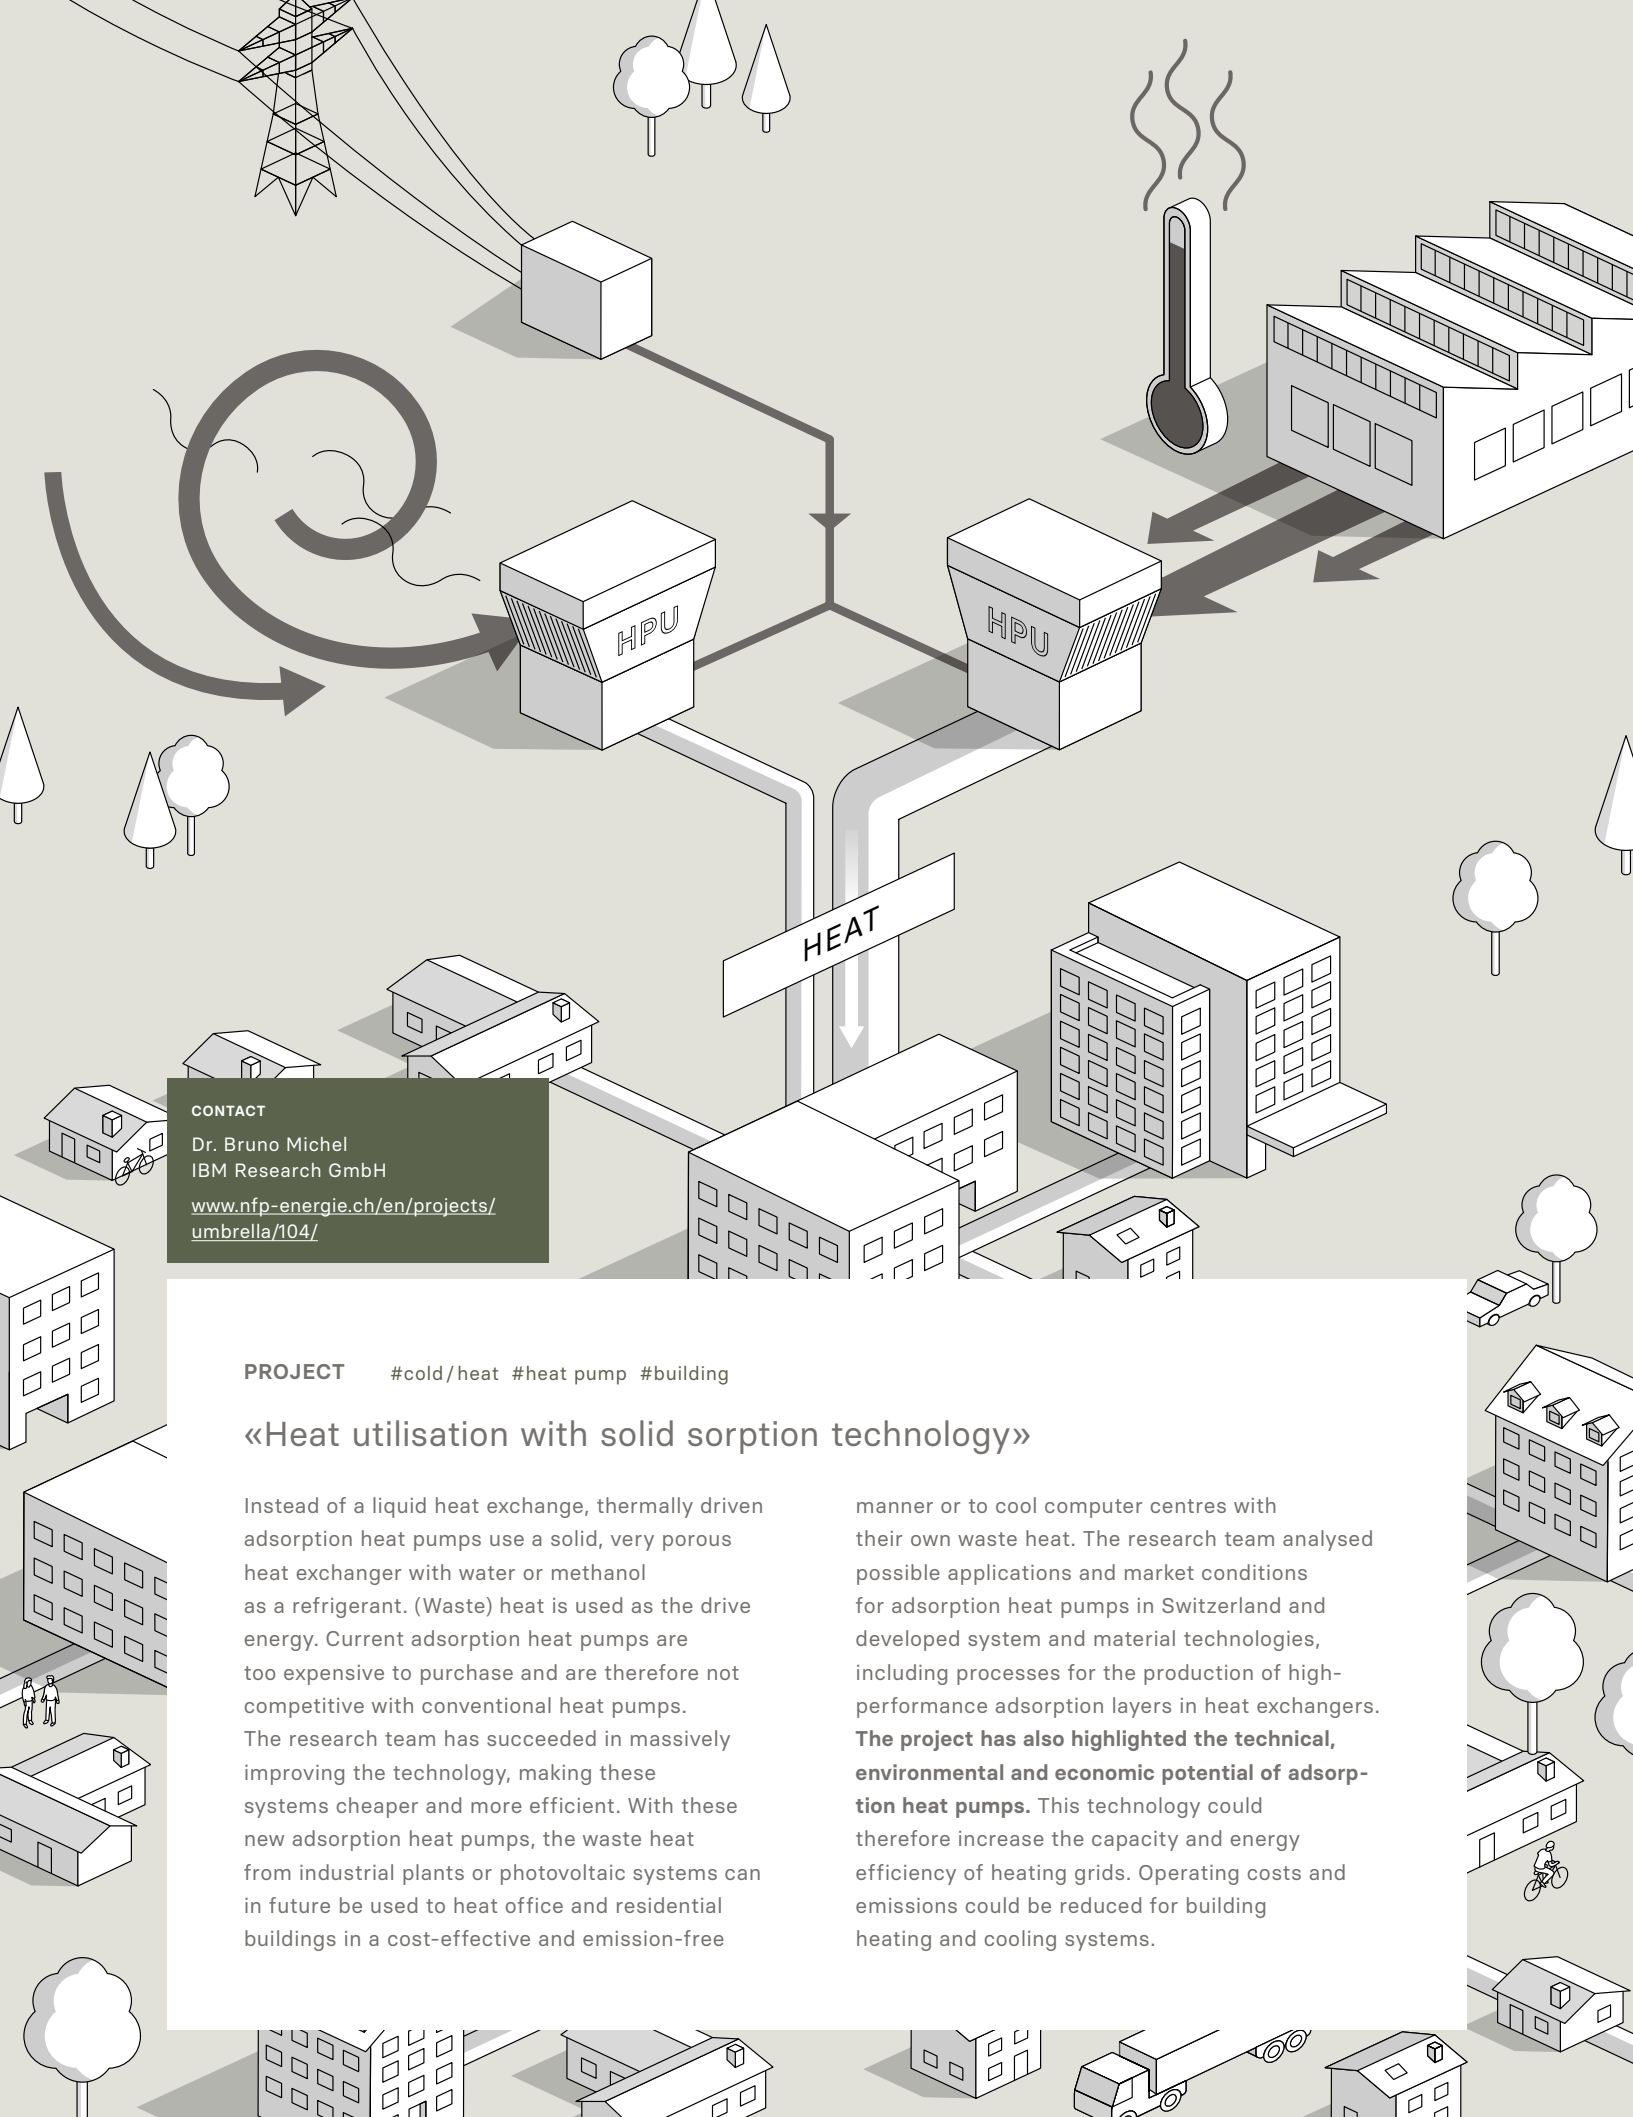 HPU
HPU
HEAT
CONTACT
Dr. Bruno Michel
IBM Research GmbH
www.nfp-energie.ch/en/projects/
umbrella/104/
PROJECT #cold/heat #heat pump #building
«Heat utilisation with solid sorption technology»
Instead of a liquid heat exchange, thermally driven
adsorption heat pumps use a solid, very porous
heat exchanger with water or methanol
as a refrigerant. (Waste) heat is used as the drive
energy. Current adsorption heat pumps are
too expensive to purchase and are therefore not
competitive with conventional heat pumps.
The research team has succeeded in massively
improving the technology, making these
systems cheaper and more efficient. With these
new adsorption heat pumps, the waste heat
from industrial plants or photovoltaic systems can
in future be used to heat office and residential
buildings in a cost-effective and emission-free
manner or to cool computer centres with
their own waste heat. The research team analysed
possible applications and market conditions
for adsorption heat pumps in Switzerland and
developed system and material technologies,
including processes for the production of high-
performance adsorption layers in heat exchangers.
The project has also highlighted the technical,
environmental and economic potential of adsorp-
tion heat pumps. This technology could
therefore increase the capacity and energy
efficiency of heating grids. Operating costs and
emissions could be reduced for building
heating and cooling systems.